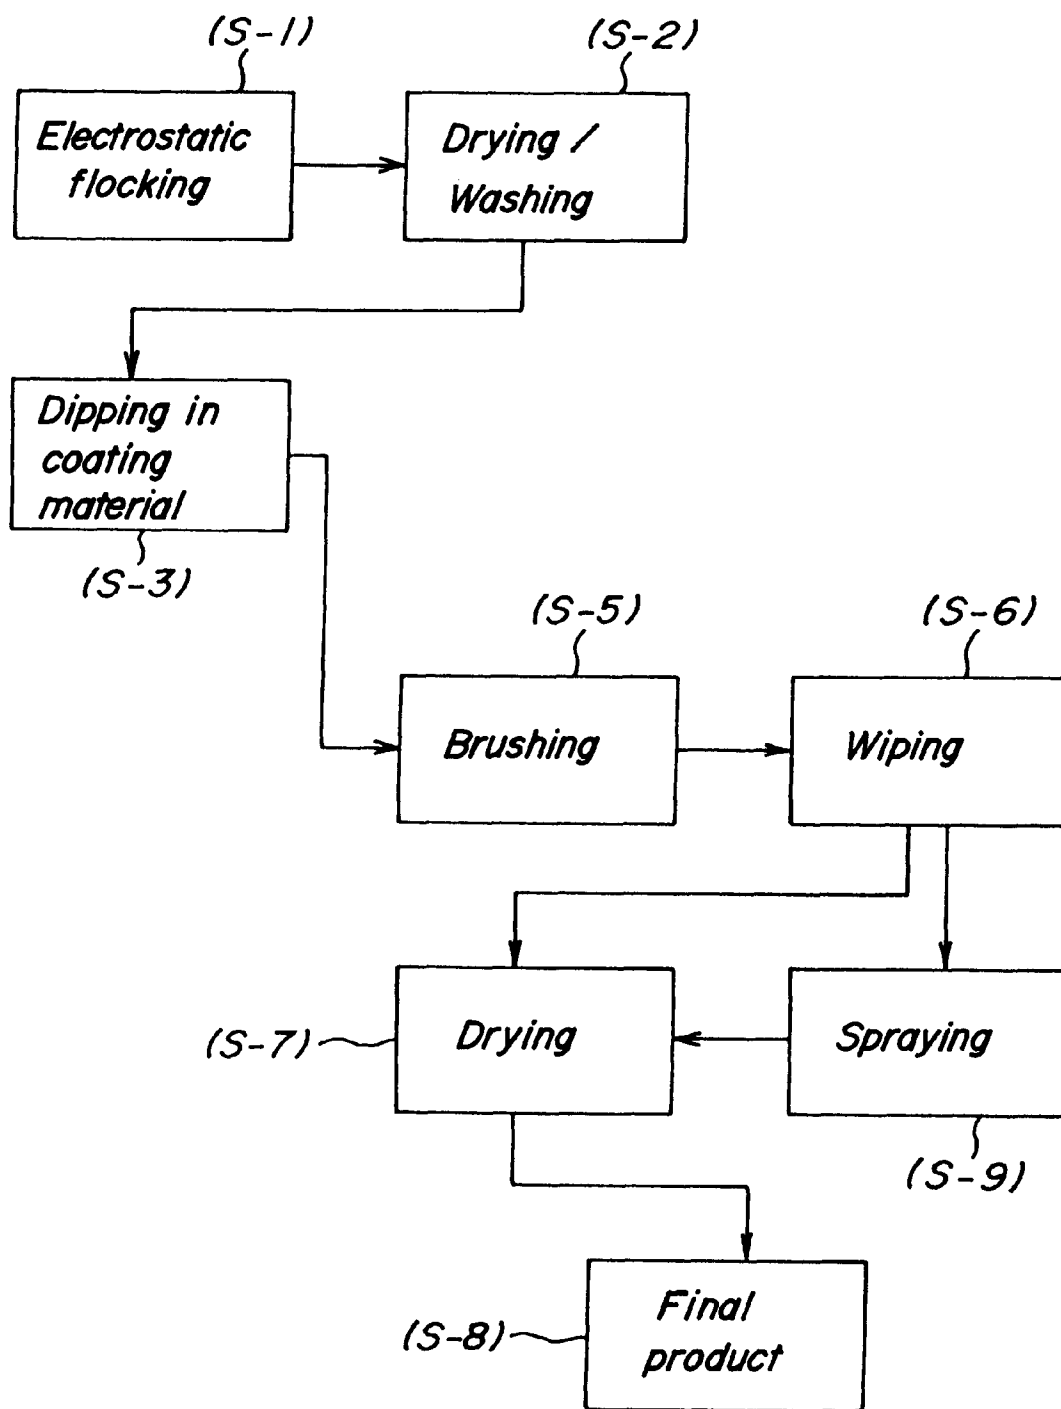 (S-1)
(S-2)
Electrostatic
flocking
Drying /
Washing
Dipping in
coating
material
(S-3)
(S-5)
(S-6)
Brushing
Wiping
(S-7)
Drying
Spraying
(S-9)
(S-8)
Final
product